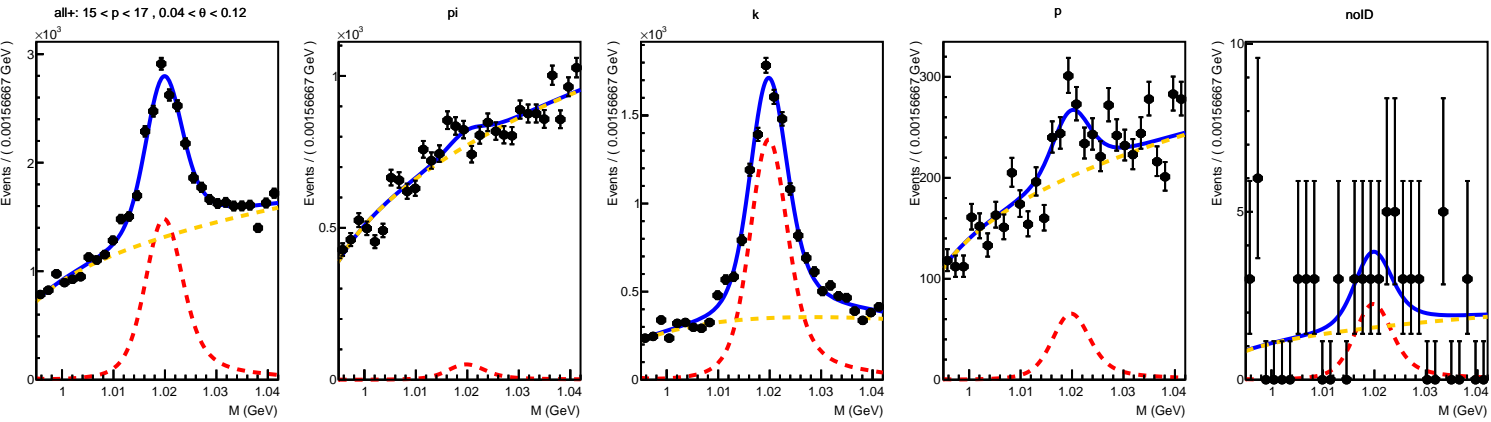 all+: 15 < p < 17 , 0.04 < θ < 0.12
×10³
Events / ( 0.00156667 GeV )
3
2
1
0
1 1.01 1.02 1.03 1.04
M (GeV)
pi
×10³
Events / ( 0.00156667 GeV )
1
0.5
0
1 1.01 1.02 1.03 1.04
M (GeV)
k
×10³
Events / ( 0.00156667 GeV )
1.5
1
0.5
0
1 1.01 1.02 1.03 1.04
M (GeV)
p
Events / ( 0.00156667 GeV )
300
200
100
0
1 1.01 1.02 1.03 1.04
M (GeV)
noID
Events / ( 0.00156667 GeV )
10
5
0
1 1.01 1.02 1.03 1.04
M (GeV)